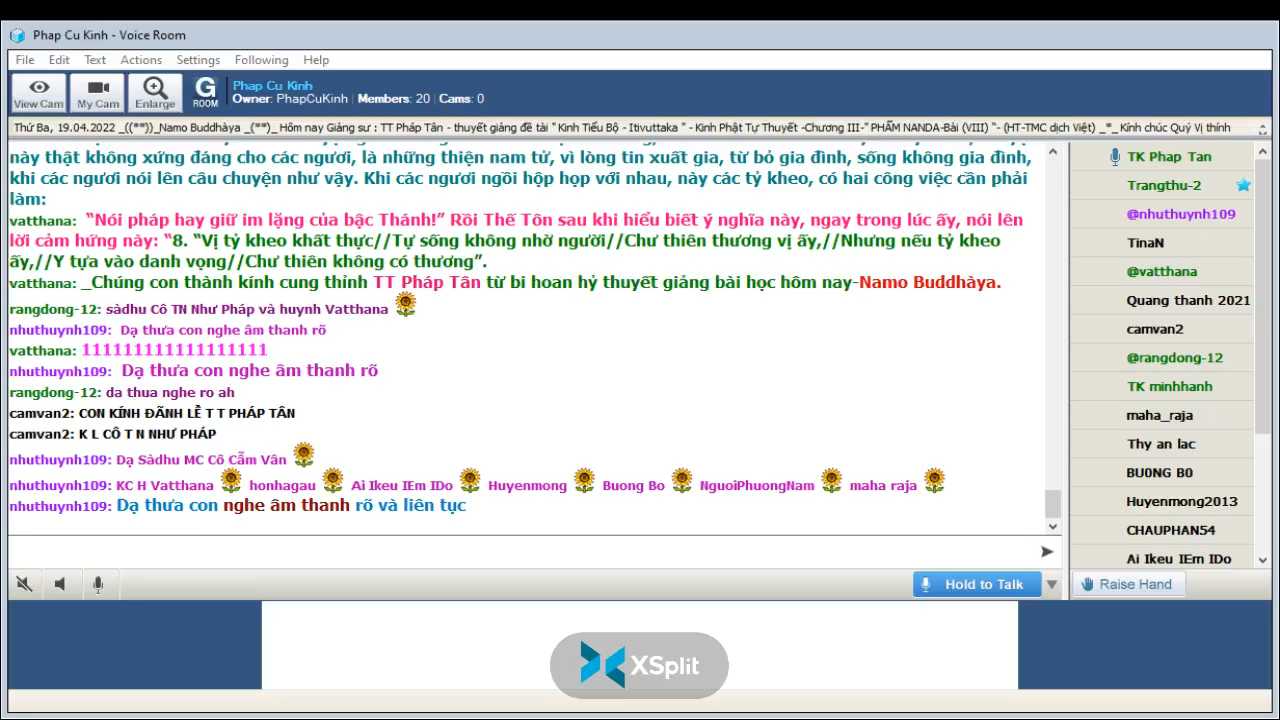 Phap Cu Kinh - Voice Room
File Edit Text Actions Settings Following Help
View Cam My Cam Enlarge G ROOM
Phap Cu Kinh
Owner: PhapCuKinh | Members: 20 | Cams: 0
Thứ Ba, 19.04.2022 _((**))_Namo Buddhàya _(**)_ Hôm nay Giảng sư : TT Pháp Tân - thuyết giảng đề tài " Kinh Tiểu Bộ - Itivuttaka " - Kinh Phật Tự Thuyết -Chương III-" PHẨM NANDA-Bài (VIII) "- (HT-TMC dịch Việt) _*_ Kính chúc Quý Vị thính
này thật không xứng đáng cho các ngươi, là những thiện nam tử, vì lòng tin xuất gia, từ bỏ gia đình, sống không gia đình,
khi các ngươi nói lên câu chuyện như vậy. Khi các ngươi ngồi hộp họp với nhau, này các tỷ kheo, có hai công việc cần phải
làm:
vatthana: “Nói pháp hay giữ im lặng của bậc Thánh!” Rồi Thế Tôn sau khi hiểu biết ý nghĩa này, ngay trong lúc ấy, nói lên
lời cảm hứng này: “8. “Vị tỷ kheo khất thực//Tự sống không nhờ người//Chư thiên thương vị ấy,//Nhưng nếu tỷ kheo
ấy,//Y tựa vào danh vọng//Chư thiên không có thương”.
vatthana: _Chúng con thành kính cung thỉnh TT Pháp Tân từ bi hoan hỷ thuyết giảng bài học hôm nay-Namo Buddhàya.
rangdong-12: sàdhu Cô TN Như Pháp và huynh Vatthana
nhuthuynh109: Dạ thưa con nghe âm thanh rõ
vatthana: 111111111111111111
nhuthuynh109: Dạ thưa con nghe âm thanh rõ
rangdong-12: da thua nghe ro ah
camvan2: CON KÍNH ĐÃNH LỄ T T PHÁP TÂN
camvan2: K L CÔ T N NHƯ PHÁP
nhuthuynh109: Dạ Sàdhu MC Cô Cẩm Vân
nhuthuynh109: KC H Vatthana honhagau Ai Ikeu IEm IDo Huyenmong Buong Bo NguoiPhuongNam maha raja
nhuthuynh109: Dạ thưa con nghe âm thanh rõ và liên tục
Hold to Talk
TK Phap Tan
Trangthu-2
@nhuthuynh109
TinaN
@vatthana
Quang thanh 2021
camvan2
@rangdong-12
TK minhhanh
maha_raja
Thy an lac
BU0NG B0
Huyenmong2013
CHAUPHAN54
Ai Ikeu IEm IDo
Raise Hand
XSplit